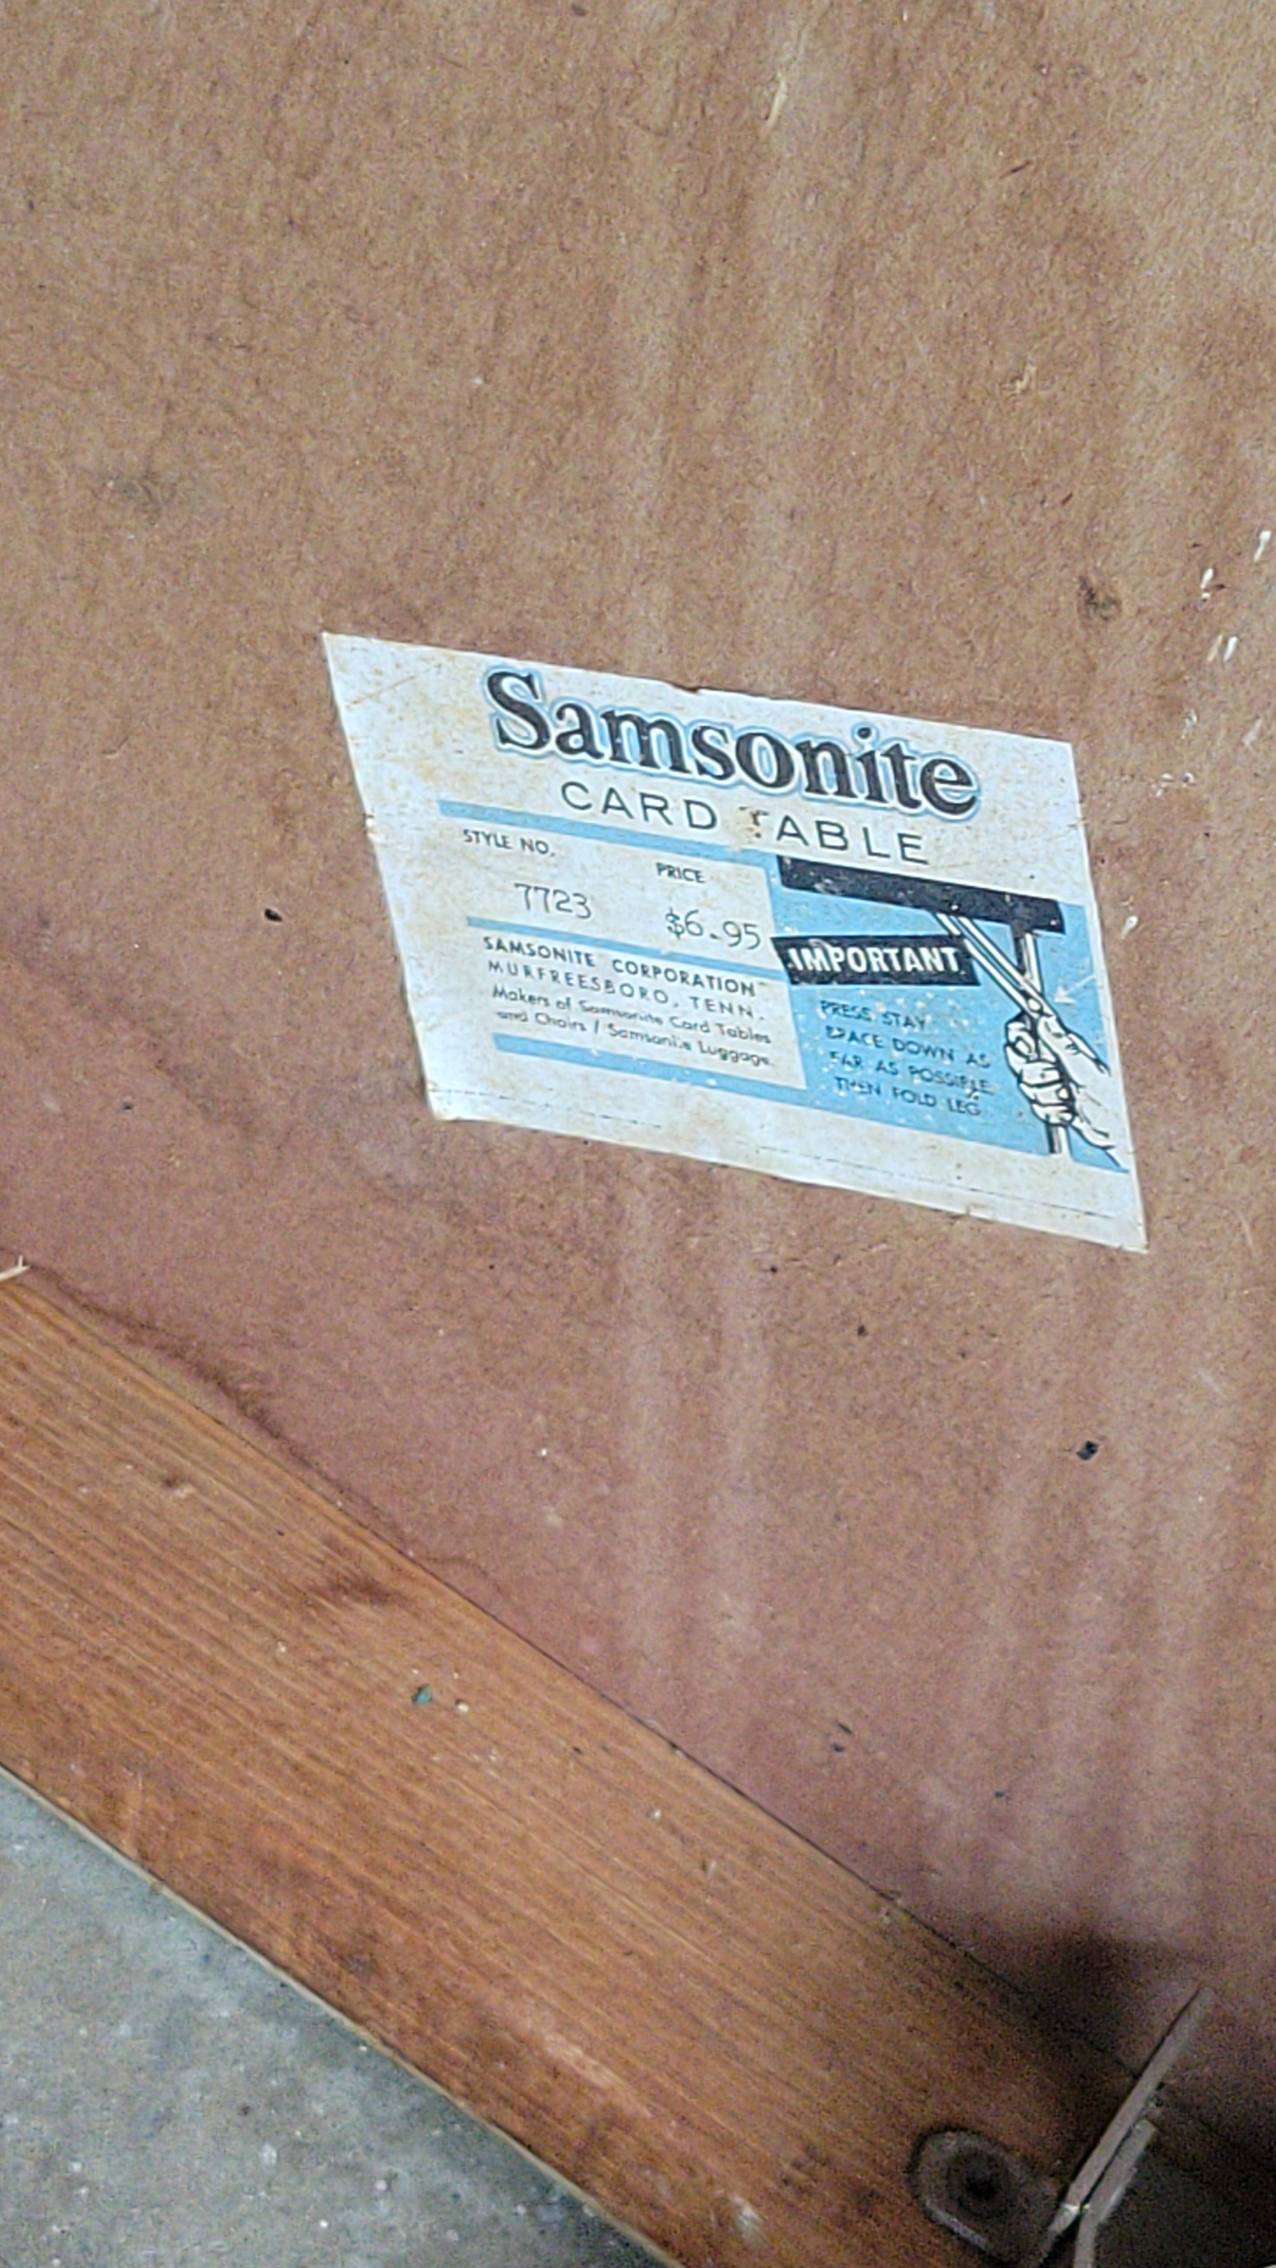 Samsonite
CARD TABLE
STYLE NO. PRICE
7723 $6.95
SAMSONITE CORPORATION
MURFREESBORO, TENN.
Makers of Samsonite Card Tables
and Chairs / Samsonite Luggage
IMPORTANT
PRESS STAY
BRACE DOWN AS
FAR AS POSSIBLE
THEN FOLD LEG